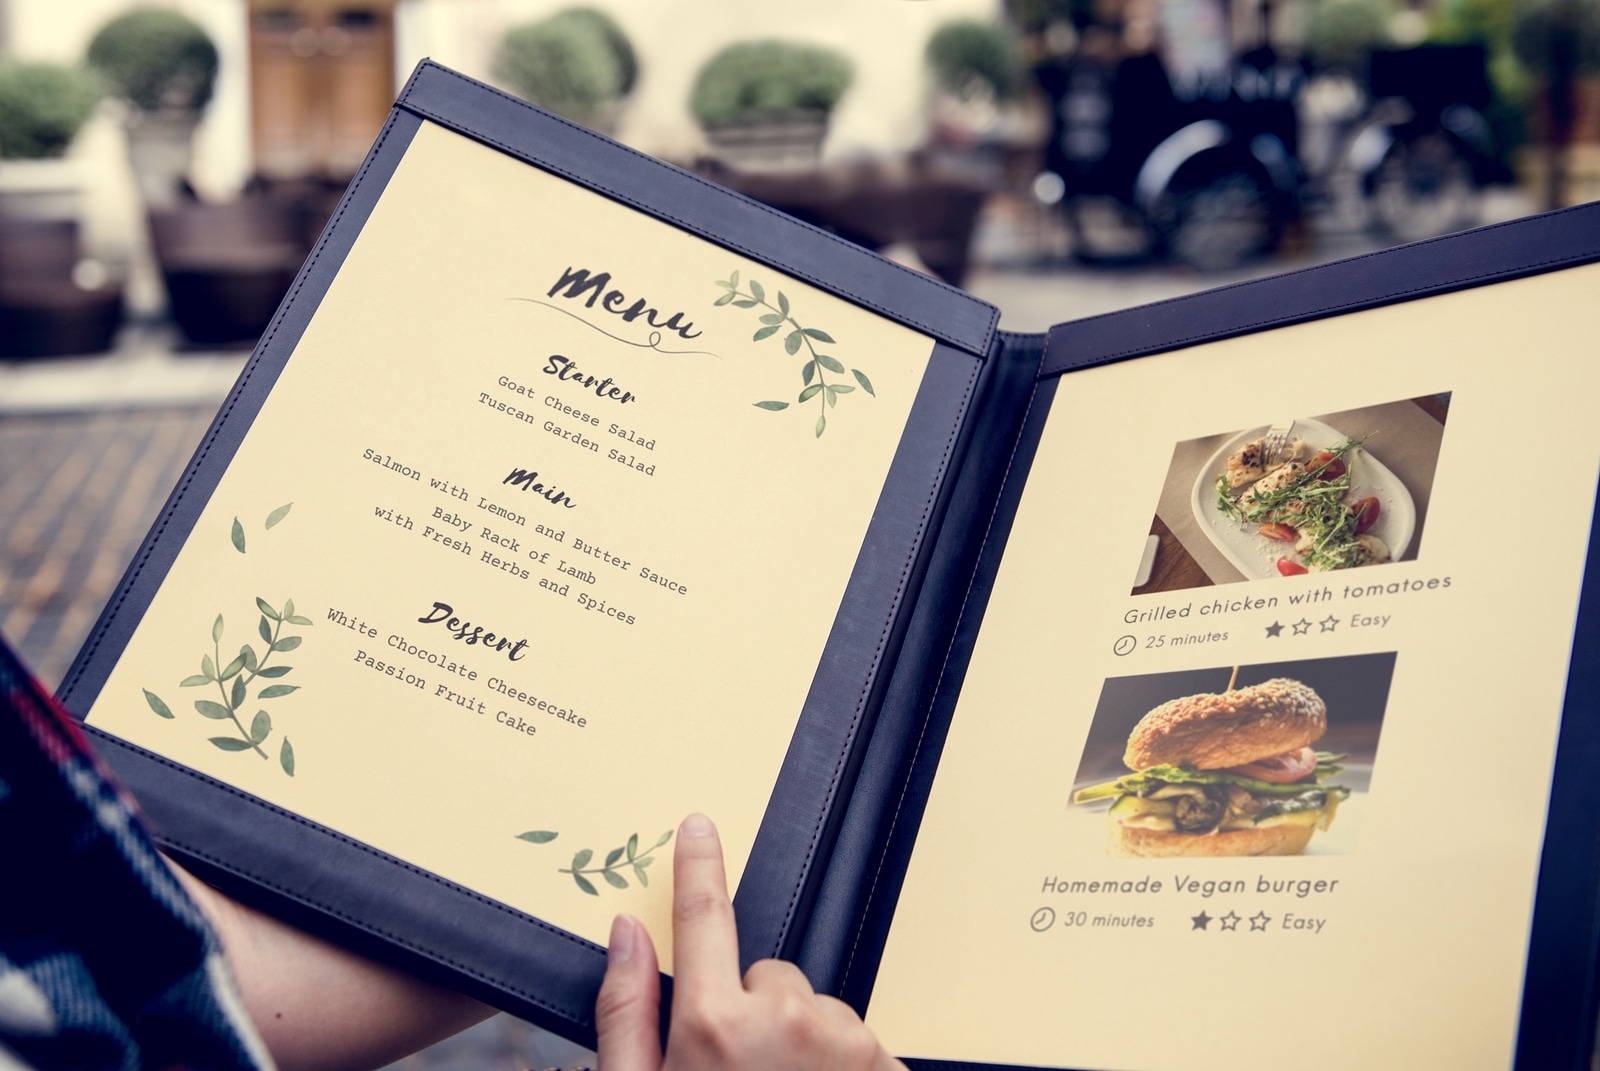 Menu
Starter
Goat Cheese Salad
Tuscan Garden Salad
Main
Salmon with Lemon and Butter Sauce
Baby Rack of Lamb
with Fresh Herbs and Spices
Dessert
White Chocolate Cheesecake
Passion Fruit Cake
Grilled chicken with tomatoes
25 minutes ★☆☆ Easy
Homemade Vegan burger
30 minutes ★☆☆ Easy